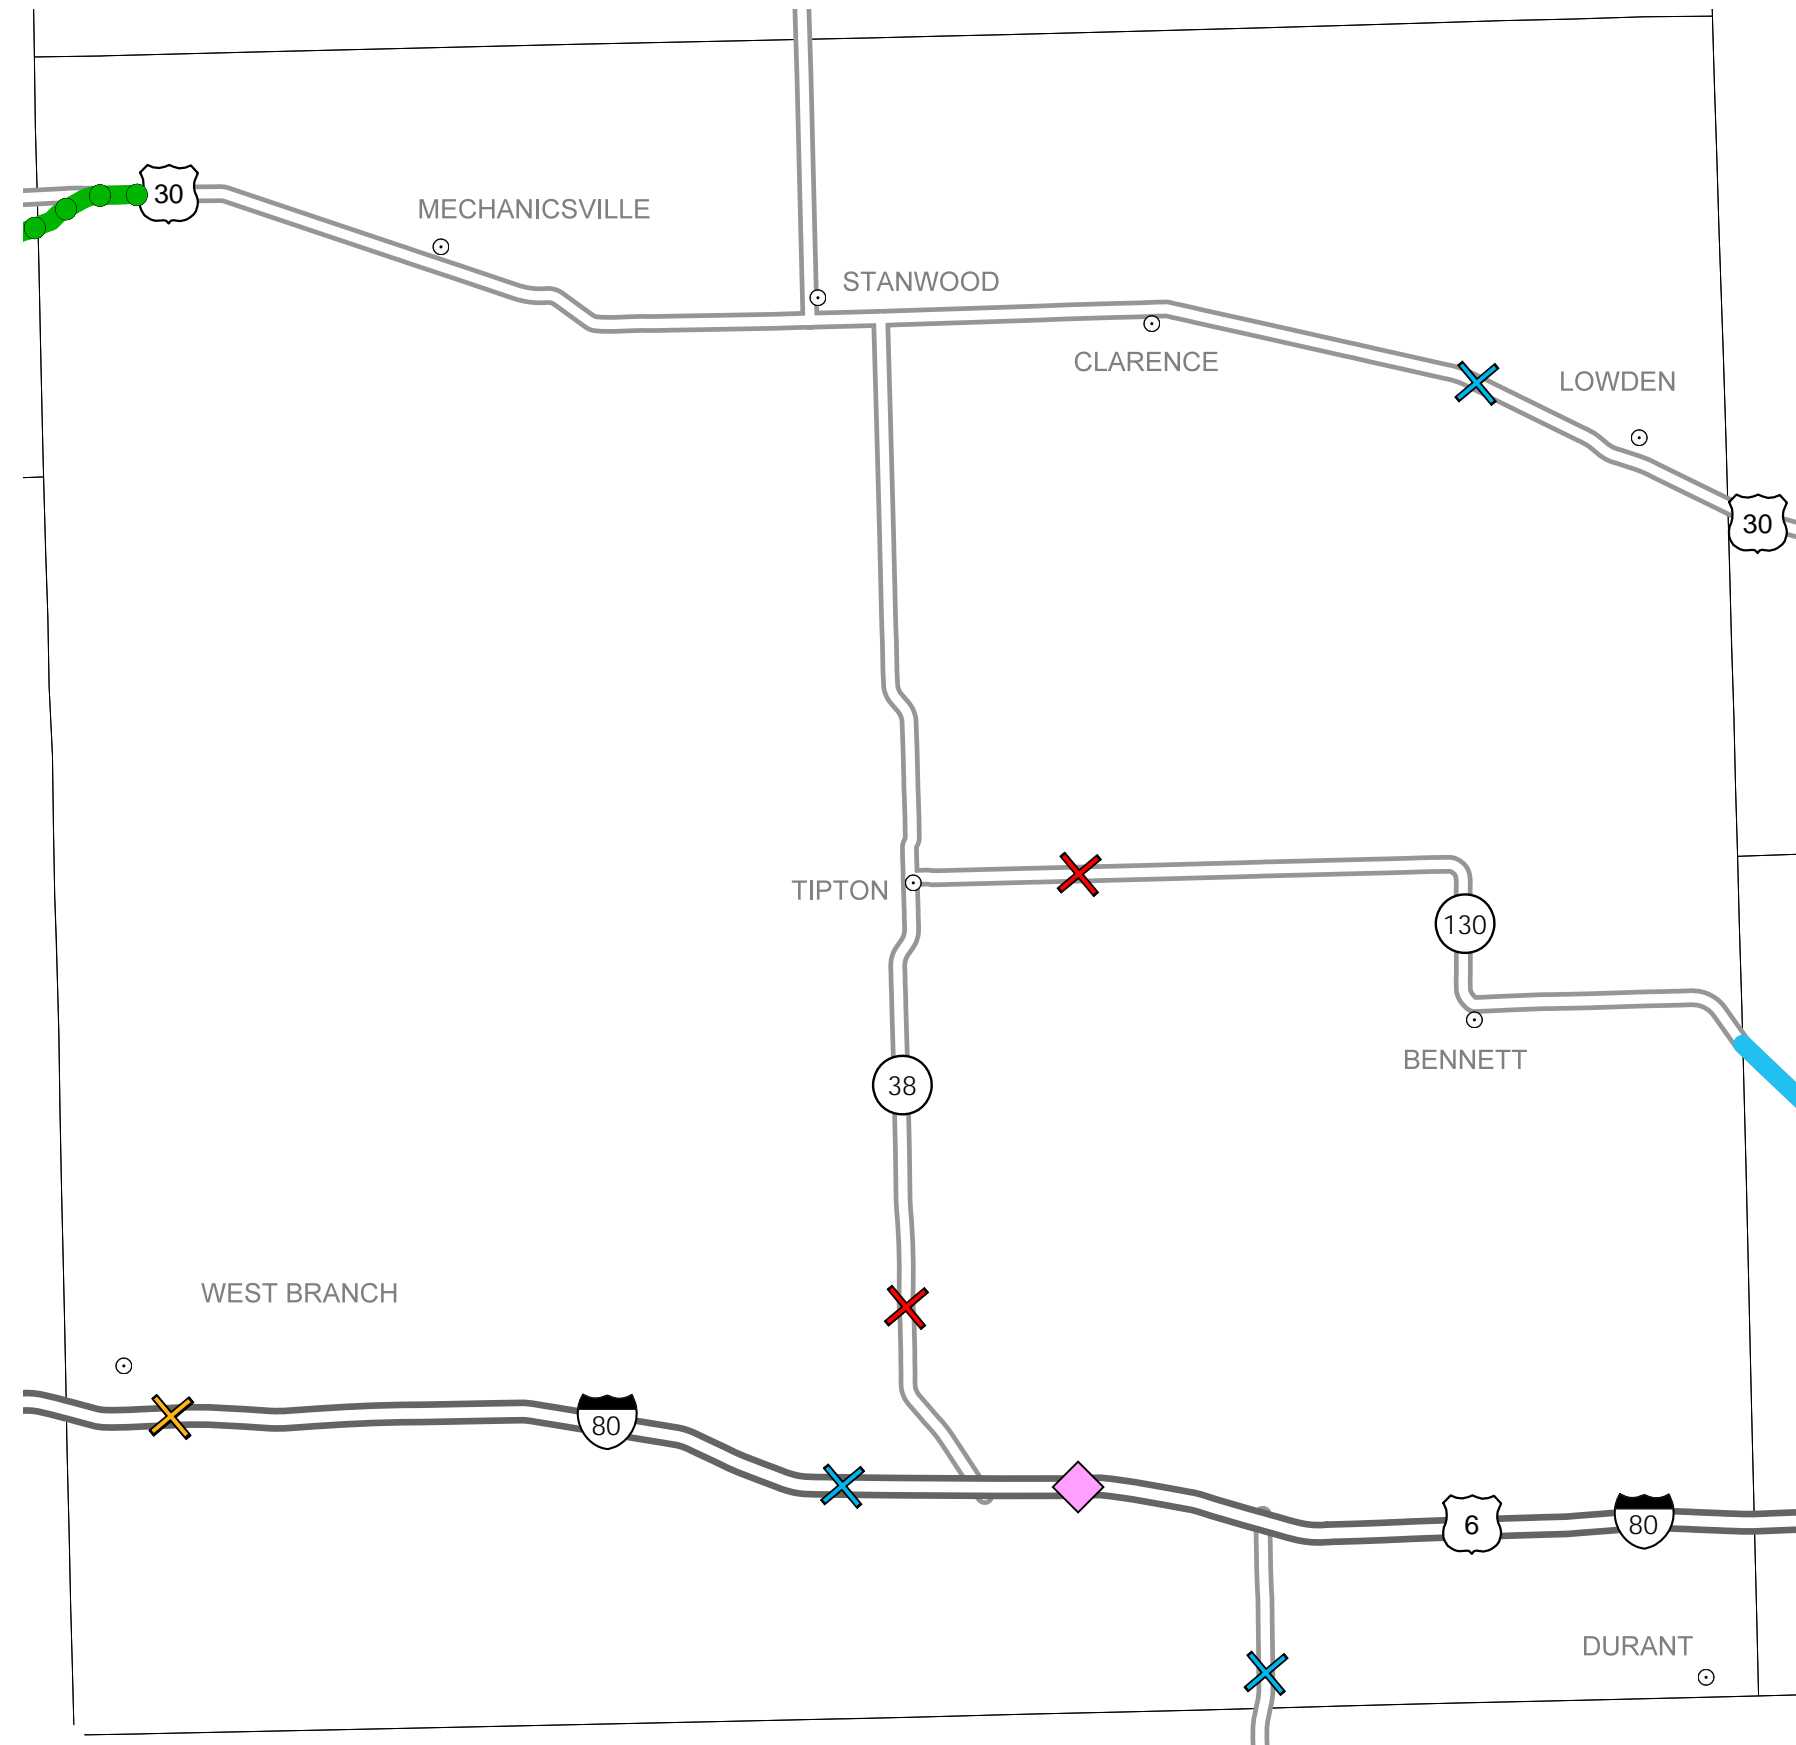 30
MECHANICSVILLE
STANWOOD
CLARENCE
LOWDEN
30
TIPTON
130
BENNETT
38
WEST BRANCH
80
6
80
DURANT